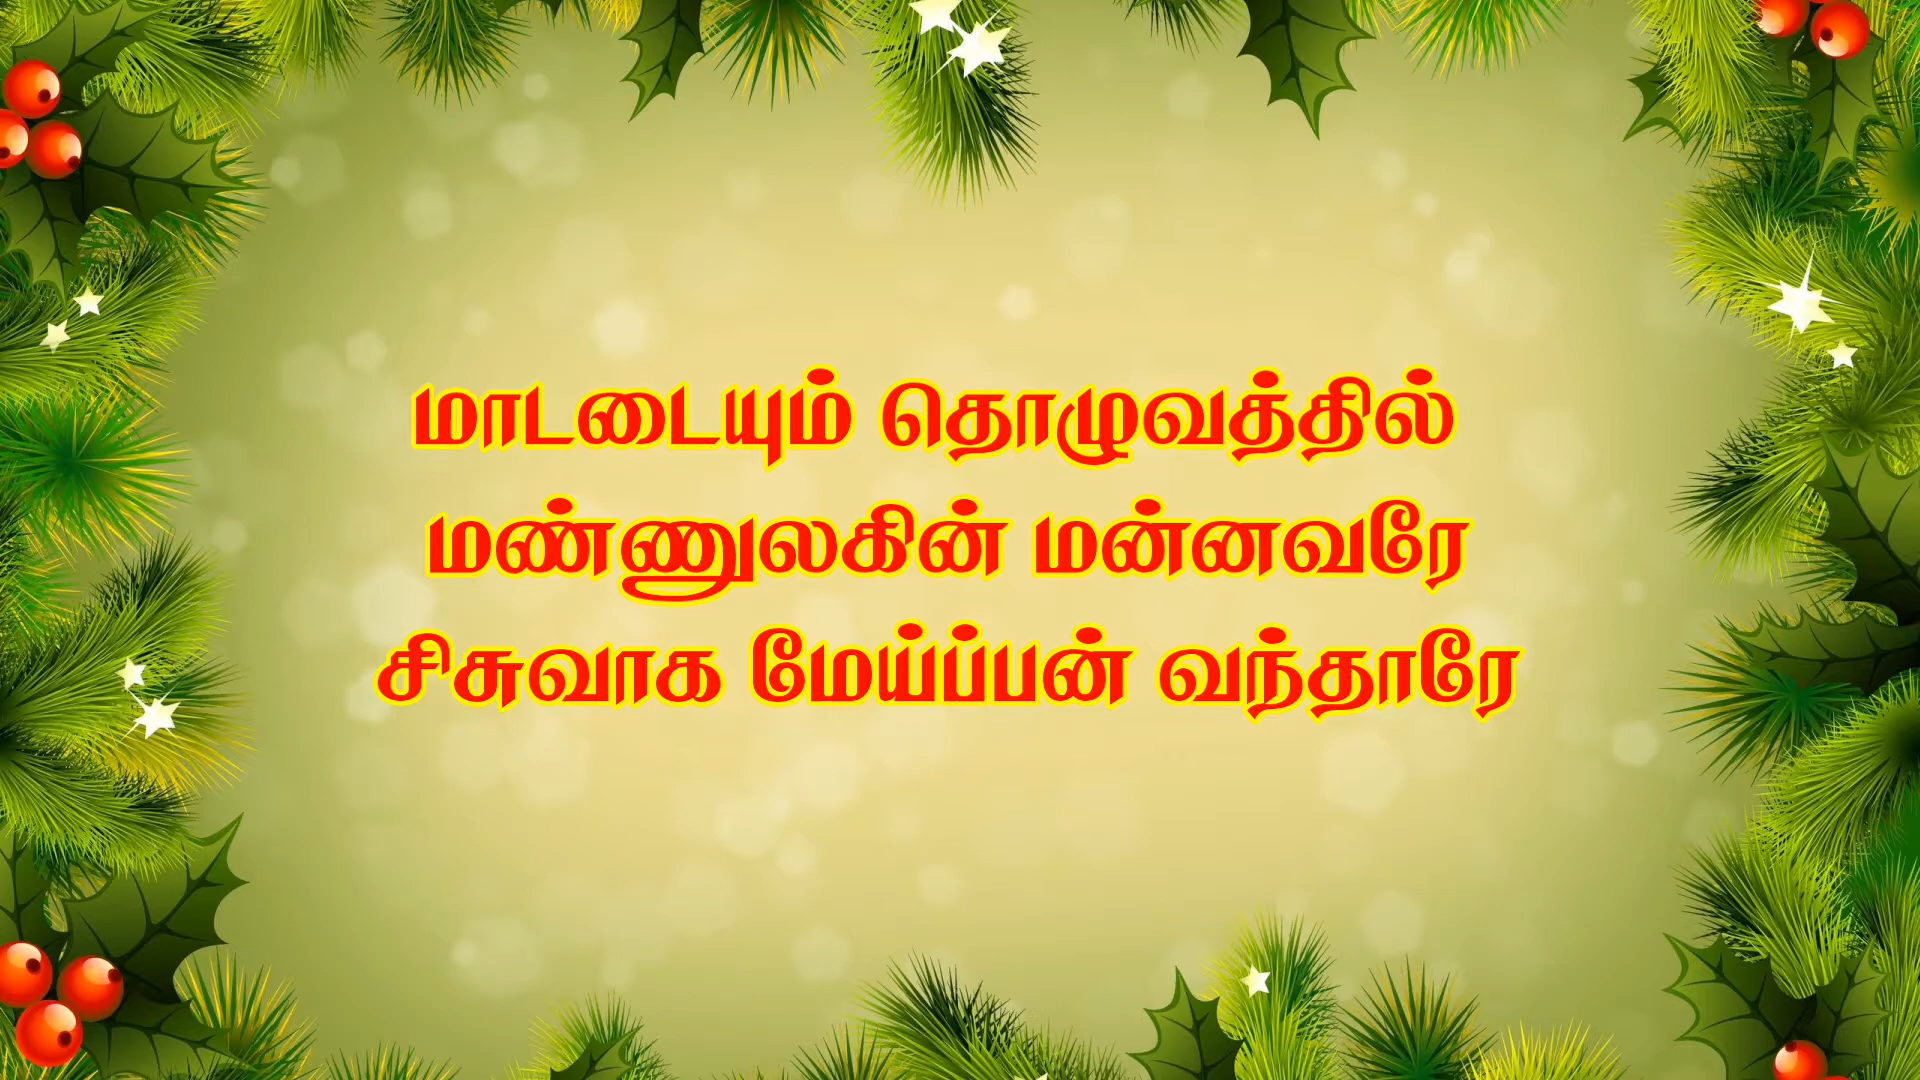 மாடடையும் தொழுவத்தில்
மண்ணுலகின் மன்னவரே
சிசுவாக மேய்ப்பன் வந்தாரே